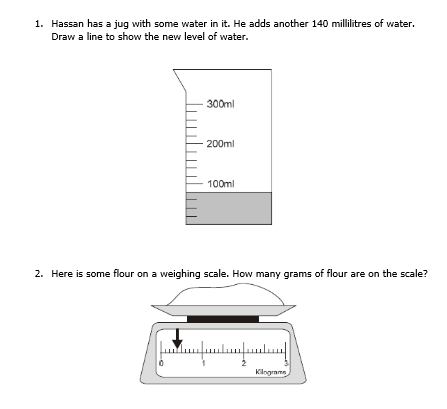 1. Hassan has a jug with some water in it. He adds another 140 millilitres of water.
Draw a line to show the new level of water.
300ml
200ml
100ml
2. Here is some flour on a weighing scale. How many grams of flour are on the scale?
0 1 2 3
Kilograms